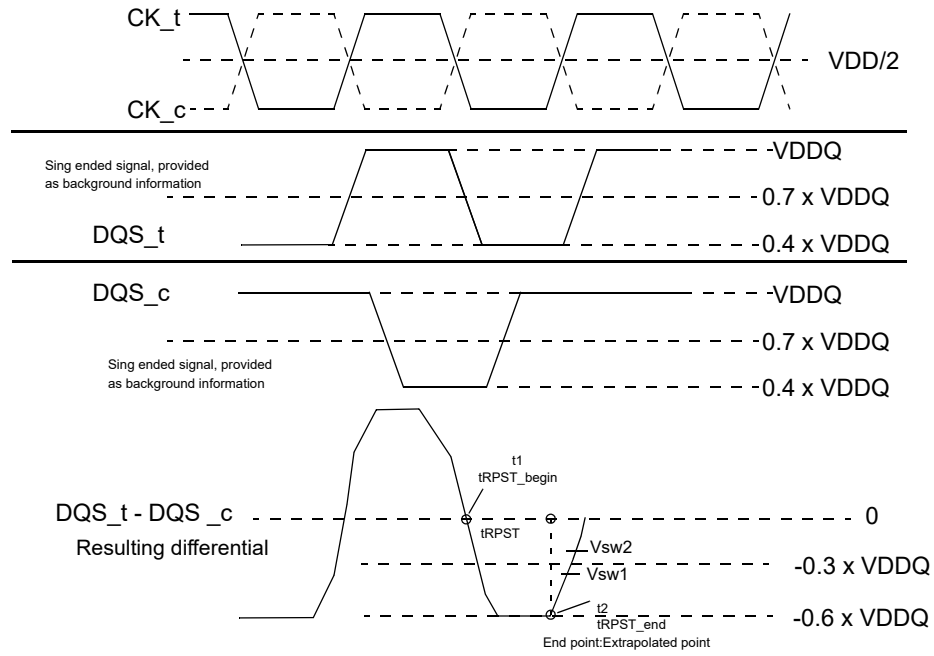 CK_t
VDD/2
CK_c
Sing ended signal, provided
as background information
VDDQ
0.7 x VDDQ
DQS_t
0.4 x VDDQ
DQS_c
VDDQ
0.7 x VDDQ
Sing ended signal, provided
as background information
0.4 x VDDQ
t1
tRPST_begin
DQS_t - DQS _c
0
tRPST
Resulting differential
Vsw2
-0.3 x VDDQ
Vsw1
t2
tRPST_end
-0.6 x VDDQ
End point:Extrapolated point